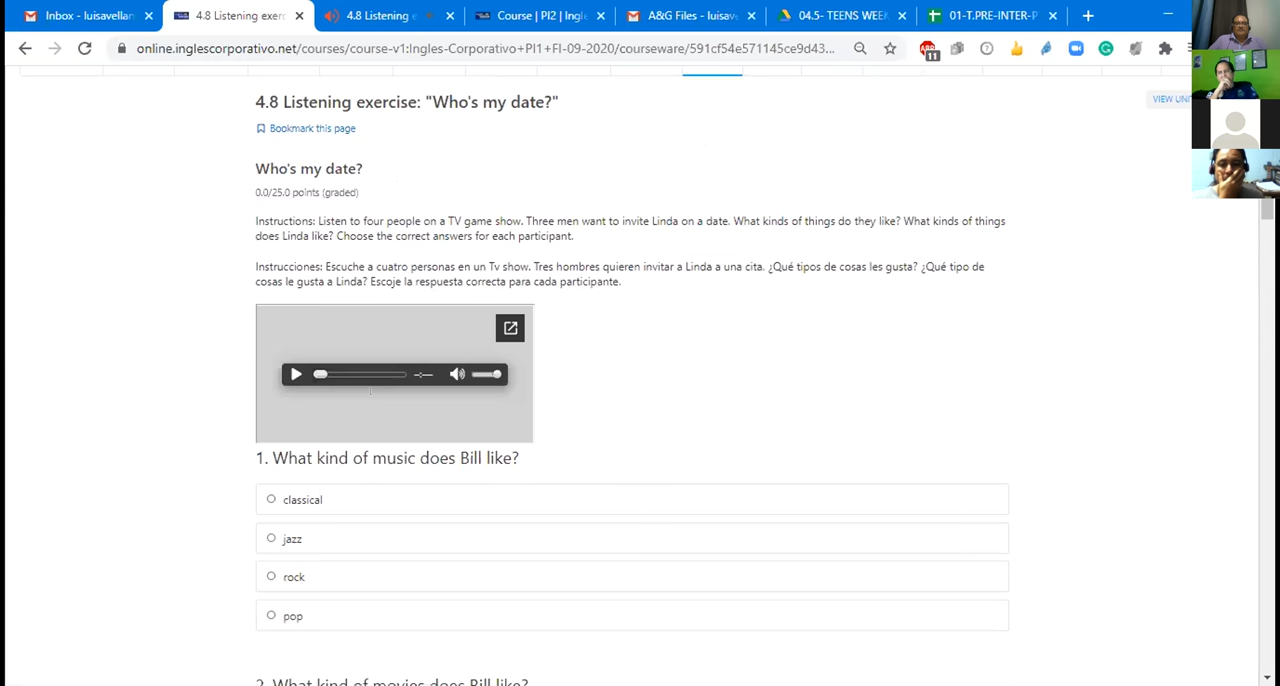 Inbox - luisavellan
4.8 Listening exerc
4.8 Listening e
Course | PI2 | Ingle
A&G Files - luisav
04.5- TEENS WEEK
01-T.PRE-INTER-P
online.inglescorporativo.net/courses/course-v1:Ingles-Corporativo+PI1+FI-09-2020/courseware/591cf54e571145ce9d43...
11
4.8 Listening exercise: "Who's my date?"
VIEW UNI
Bookmark this page
Who's my date?
0.0/25.0 points (graded)
Instructions: Listen to four people on a TV game show. Three men want to invite Linda on a date. What kinds of things do they like? What kinds of things
does Linda like? Choose the correct answers for each participant.
Instrucciones: Escuche a cuatro personas en un Tv show. Tres hombres quieren invitar a Linda a una cita. ¿Qué tipos de cosas les gusta? ¿Qué tipo de
cosas le gusta a Linda? Escoje la respuesta correcta para cada participante.
-:--
1. What kind of music does Bill like?
classical
jazz
rock
pop
2. What kind of movies does Bill like?